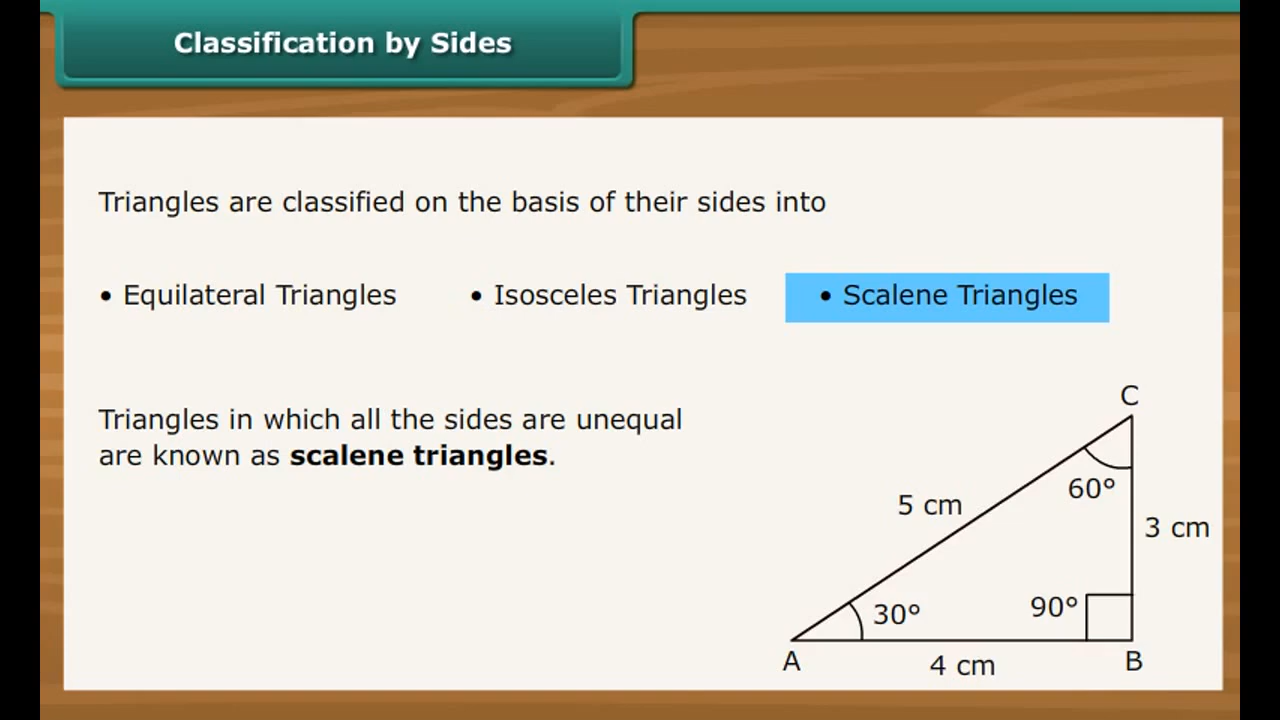 Classification by Sides
Triangles are classified on the basis of their sides into
• Equilateral Triangles • Isosceles Triangles • Scalene Triangles
Triangles in which all the sides are unequal
are known as scalene triangles.
C
60°
5 cm
3 cm
30°
90°
A
4 cm
B